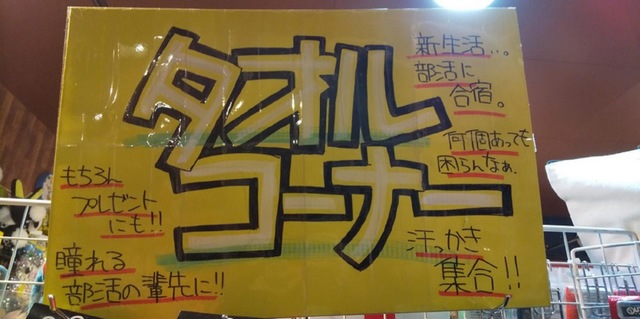 タオル
コーナー
新生活...。
部活に
合宿。
何個あっても
困らんなぁ、
汗っかき
集合!!
もちろん
プレゼント
にも!!
瞳れる
部活の輩先に!!